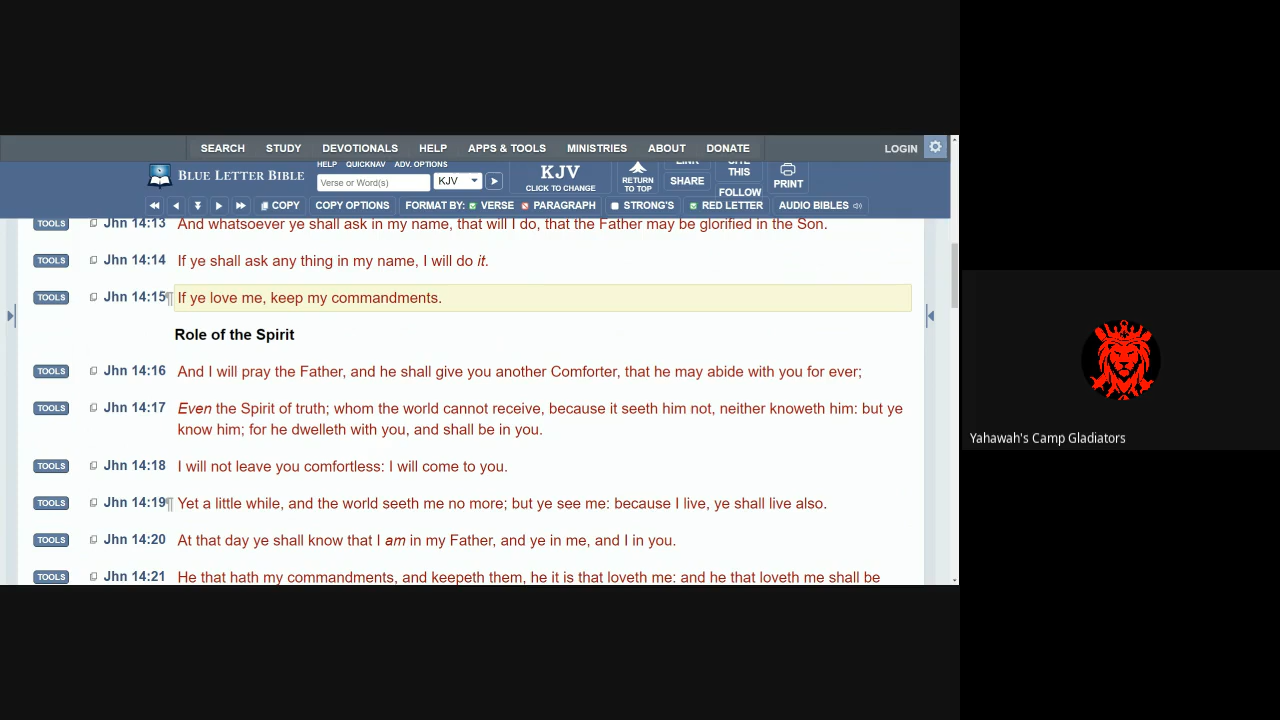 SEARCH STUDY DEVOTIONALS HELP APPS & TOOLS MINISTRIES ABOUT DONATE LOGIN
HELP QUICKNAV ADV. OPTIONS
BLUE LETTER BIBLE
Verse or Word(s) KJV
KJV
CLICK TO CHANGE
RETURN
TO TOP
LINK
SHARE
CITE
THIS
FOLLOW
PRINT
COPY COPY OPTIONS FORMAT BY: VERSE PARAGRAPH STRONG'S RED LETTER AUDIO BIBLES
TOOLS Jhn 14:13 And whatsoever ye shall ask in my name, that will I do, that the Father may be glorified in the Son.
TOOLS Jhn 14:14 If ye shall ask any thing in my name, I will do it.
TOOLS Jhn 14:15 ¶ If ye love me, keep my commandments.
Role of the Spirit
TOOLS Jhn 14:16 And I will pray the Father, and he shall give you another Comforter, that he may abide with you for ever;
TOOLS Jhn 14:17 Even the Spirit of truth; whom the world cannot receive, because it seeth him not, neither knoweth him: but ye
know him; for he dwelleth with you, and shall be in you.
TOOLS Jhn 14:18 I will not leave you comfortless: I will come to you.
TOOLS Jhn 14:19 ¶ Yet a little while, and the world seeth me no more; but ye see me: because I live, ye shall live also.
TOOLS Jhn 14:20 At that day ye shall know that I am in my Father, and ye in me, and I in you.
TOOLS Jhn 14:21 He that hath my commandments, and keepeth them, he it is that loveth me: and he that loveth me shall be
Yahawah's Camp Gladiators